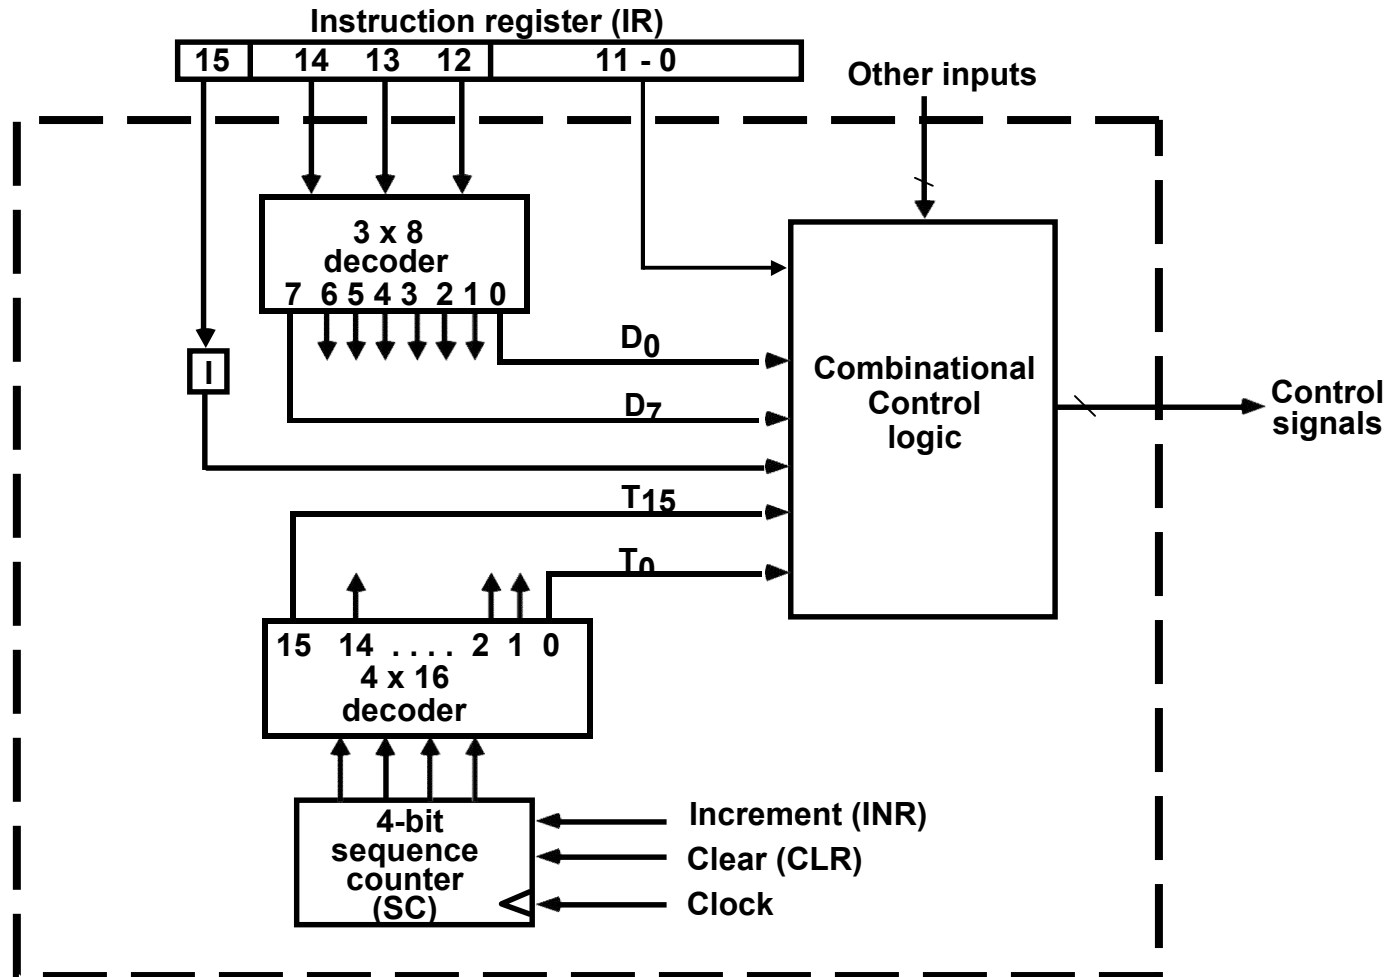 Instruction register (IR)
15 14 13 12 11 - 0
Other inputs
3 x 8
decoder
7 6 5 4 3 2 1 0
D0
I
Combinational
Control
logic
Control
signals
D7
T15
T0
15 14 . . . . 2 1 0
4 x 16
decoder
4-bit
sequence
counter
(SC)
Increment (INR)
Clear (CLR)
Clock